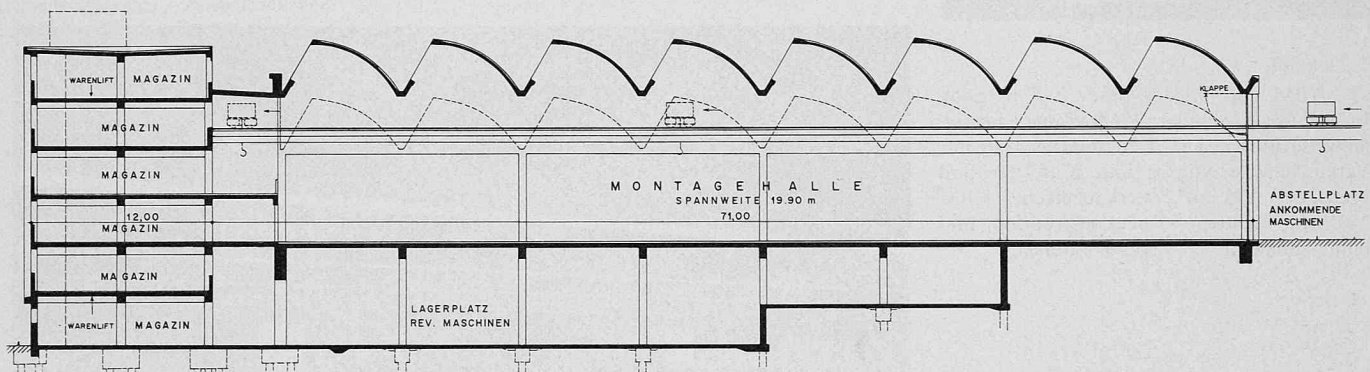 WARENLIFT
MAGAZIN
MAGAZIN
MAGAZIN
12,00
MAGAZIN
MAGAZIN
WARENLIFT
MAGAZIN
MONTAGEHALLE
SPANNWEITE 19.90 m
71,00
LAGERPLATZ
REV. MASCHINEN
KLAPPE
ABSTELLPLATZ
ANKOMMENDE
MASCHINEN